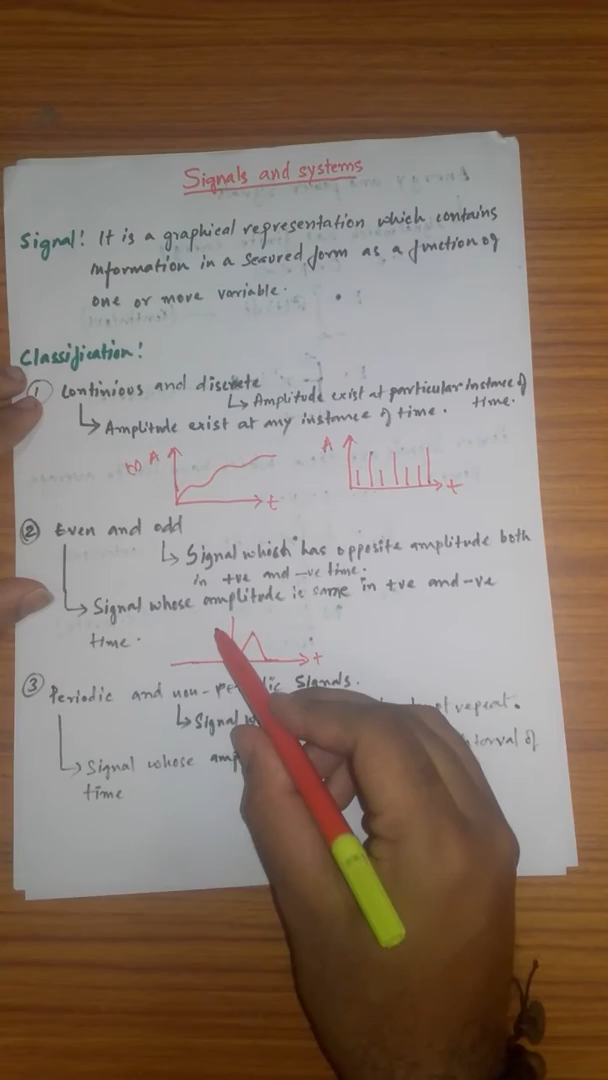 Signals and systems
Signal! It is a graphical representation which contains
information in a secured form as a function of
one or more variable.
Classification!
① Continious and discrete
↳ Amplitude exist at particular instance of
time.
↳ Amplitude exist at any instance of time.
A t
A t
② Even and odd
↳ Signal which has opposite amplitude both
in +ve and -ve time.
↳ Signal whose amplitude is same in +ve and -ve
time.
t
③ Periodic and non-periodic Signals.
↳ Signal repeat.
↳ Signal whose interval of
time